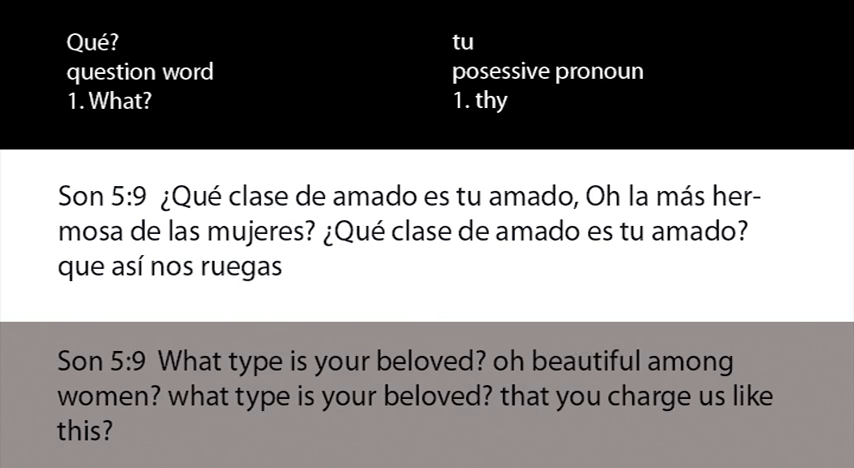 Qué?
question word
1. What?
tu
posessive pronoun
1. thy
Son 5:9  ¿Qué clase de amado es tu amado, Oh la más her-
mosa de las mujeres? ¿Qué clase de amado es tu amado?
que así nos ruegas
Son 5:9  What type is your beloved? oh beautiful among
women? what type is your beloved? that you charge us like
this?